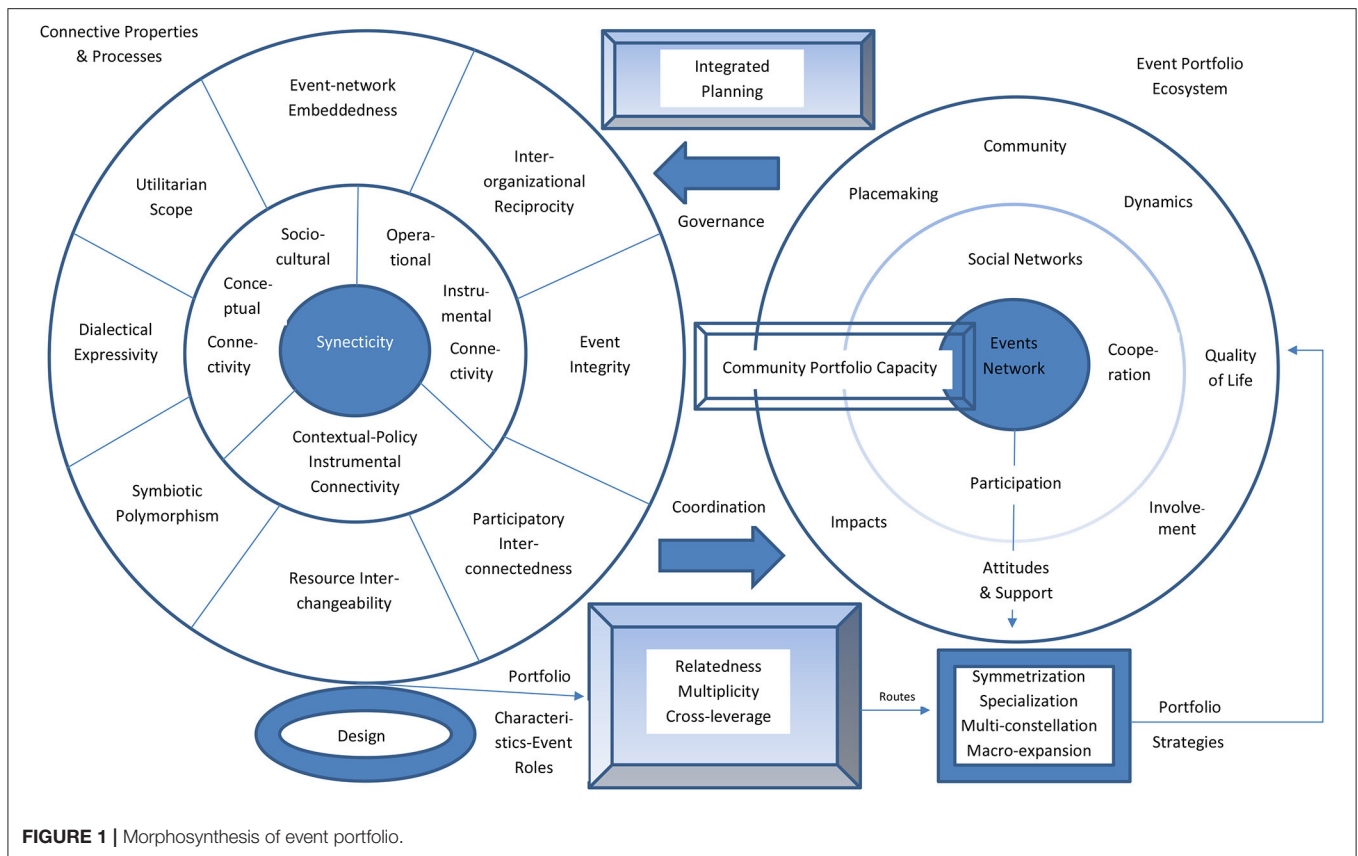 Connective Properties
& Processes
Event-network
Embeddedness
Inter-
organizational
Reciprocity
Event
Integrity
Participatory
Inter-
connectedness
Resource Inter-
changeability
Symbiotic
Polymorphism
Dialectical
Expressivity
Utilitarian
Scope
Socio-
cultural
Conce-
ptual
Conne-
ctivity
Opera-
tional
Instru-
mental
Conne-
ctivity
Contextual-Policy
Instrumental
Connectivity
Synecticity
Integrated
Planning
Governance
Community Portfolio Capacity
Coordination
Event Portfolio
Ecosystem
Community
Placemaking
Dynamics
Social Networks
Events
Network
Coope-
ration
Quality
of Life
Participation
Impacts
Involve-
ment
Attitudes
& Support
Design
Portfolio
Characteri-
stics-Event
Roles
Relatedness
Multiplicity
Cross-leverage
Routes
Symmetrization
Specialization
Multi-constellation
Macro-expansion
Portfolio
Strategies
FIGURE 1 | Morphosynthesis of event portfolio.